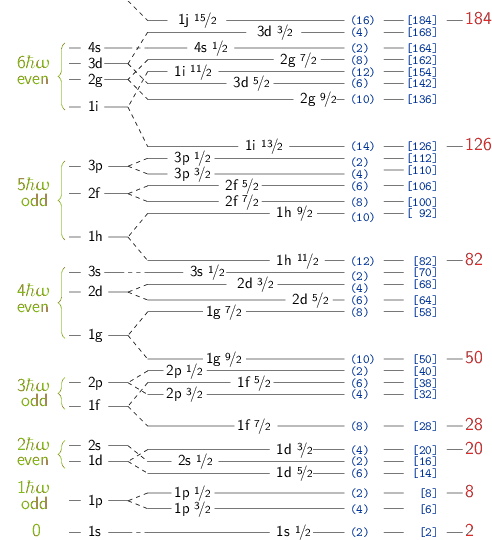 1j 15/2 (16) [184] 184
3d 3/2 (4) [168]
4s 4s 1/2 (2) [164]
6ℏω even
3d 2g 7/2 (8) [162]
1i 11/2 (12) [154]
2g 3d 5/2 (6) [142]
2g 9/2 (10) [136]
1i
1i 13/2 (14) [126] 126
3p 1/2 (2) [112]
3p
3p 3/2 (4) [110]
5ℏω odd
2f 5/2 (6) [106]
2f
2f 7/2 (8) [100]
1h 9/2 (10) [ 92]
1h
1h 11/2 (12) [82] 82
3s 3s 1/2 (2) [70]
2d 3/2 (4) [68]
4ℏω even
2d
2d 5/2 (6) [64]
1g 7/2 (8) [58]
1g
1g 9/2 (10) [50] 50
2p 1/2 (2) [40]
3ℏω odd
2p 1f 5/2 (6) [38]
2p 3/2 (4) [32]
1f
1f 7/2 (8) [28] 28
2s 1d 3/2 (4) [20] 20
2ℏω even
1d 2s 1/2 (2) [16]
1d 5/2 (6) [14]
1p 1/2 (2) [8] 8
1ℏω odd
1p
1p 3/2 (4) [6]
0 1s 1s 1/2 (2) [2] 2